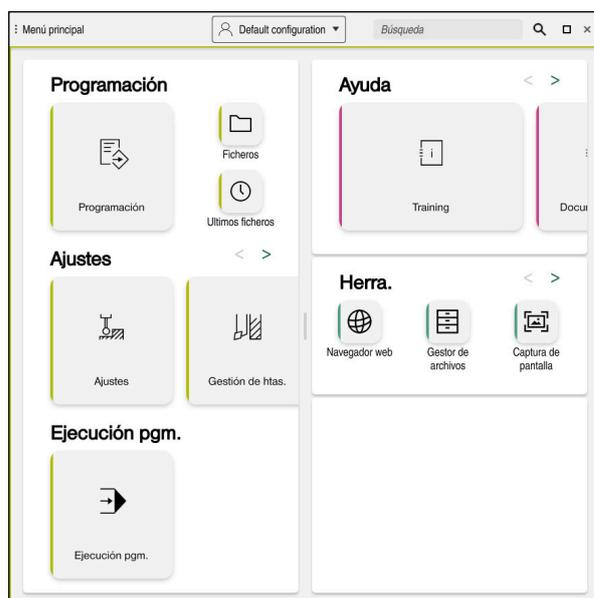 Menú principal
Default configuration
Búsqueda
Programación
Programación
Ficheros
Ultimos ficheros
Ajustes
< >
Ajustes
Gestión de htas.
Ejecución pgm.
Ejecución pgm.
Ayuda
< >
Training
Docur
Herra.
< >
Navegador web
Gestor de
archivos
Captura de
pantalla